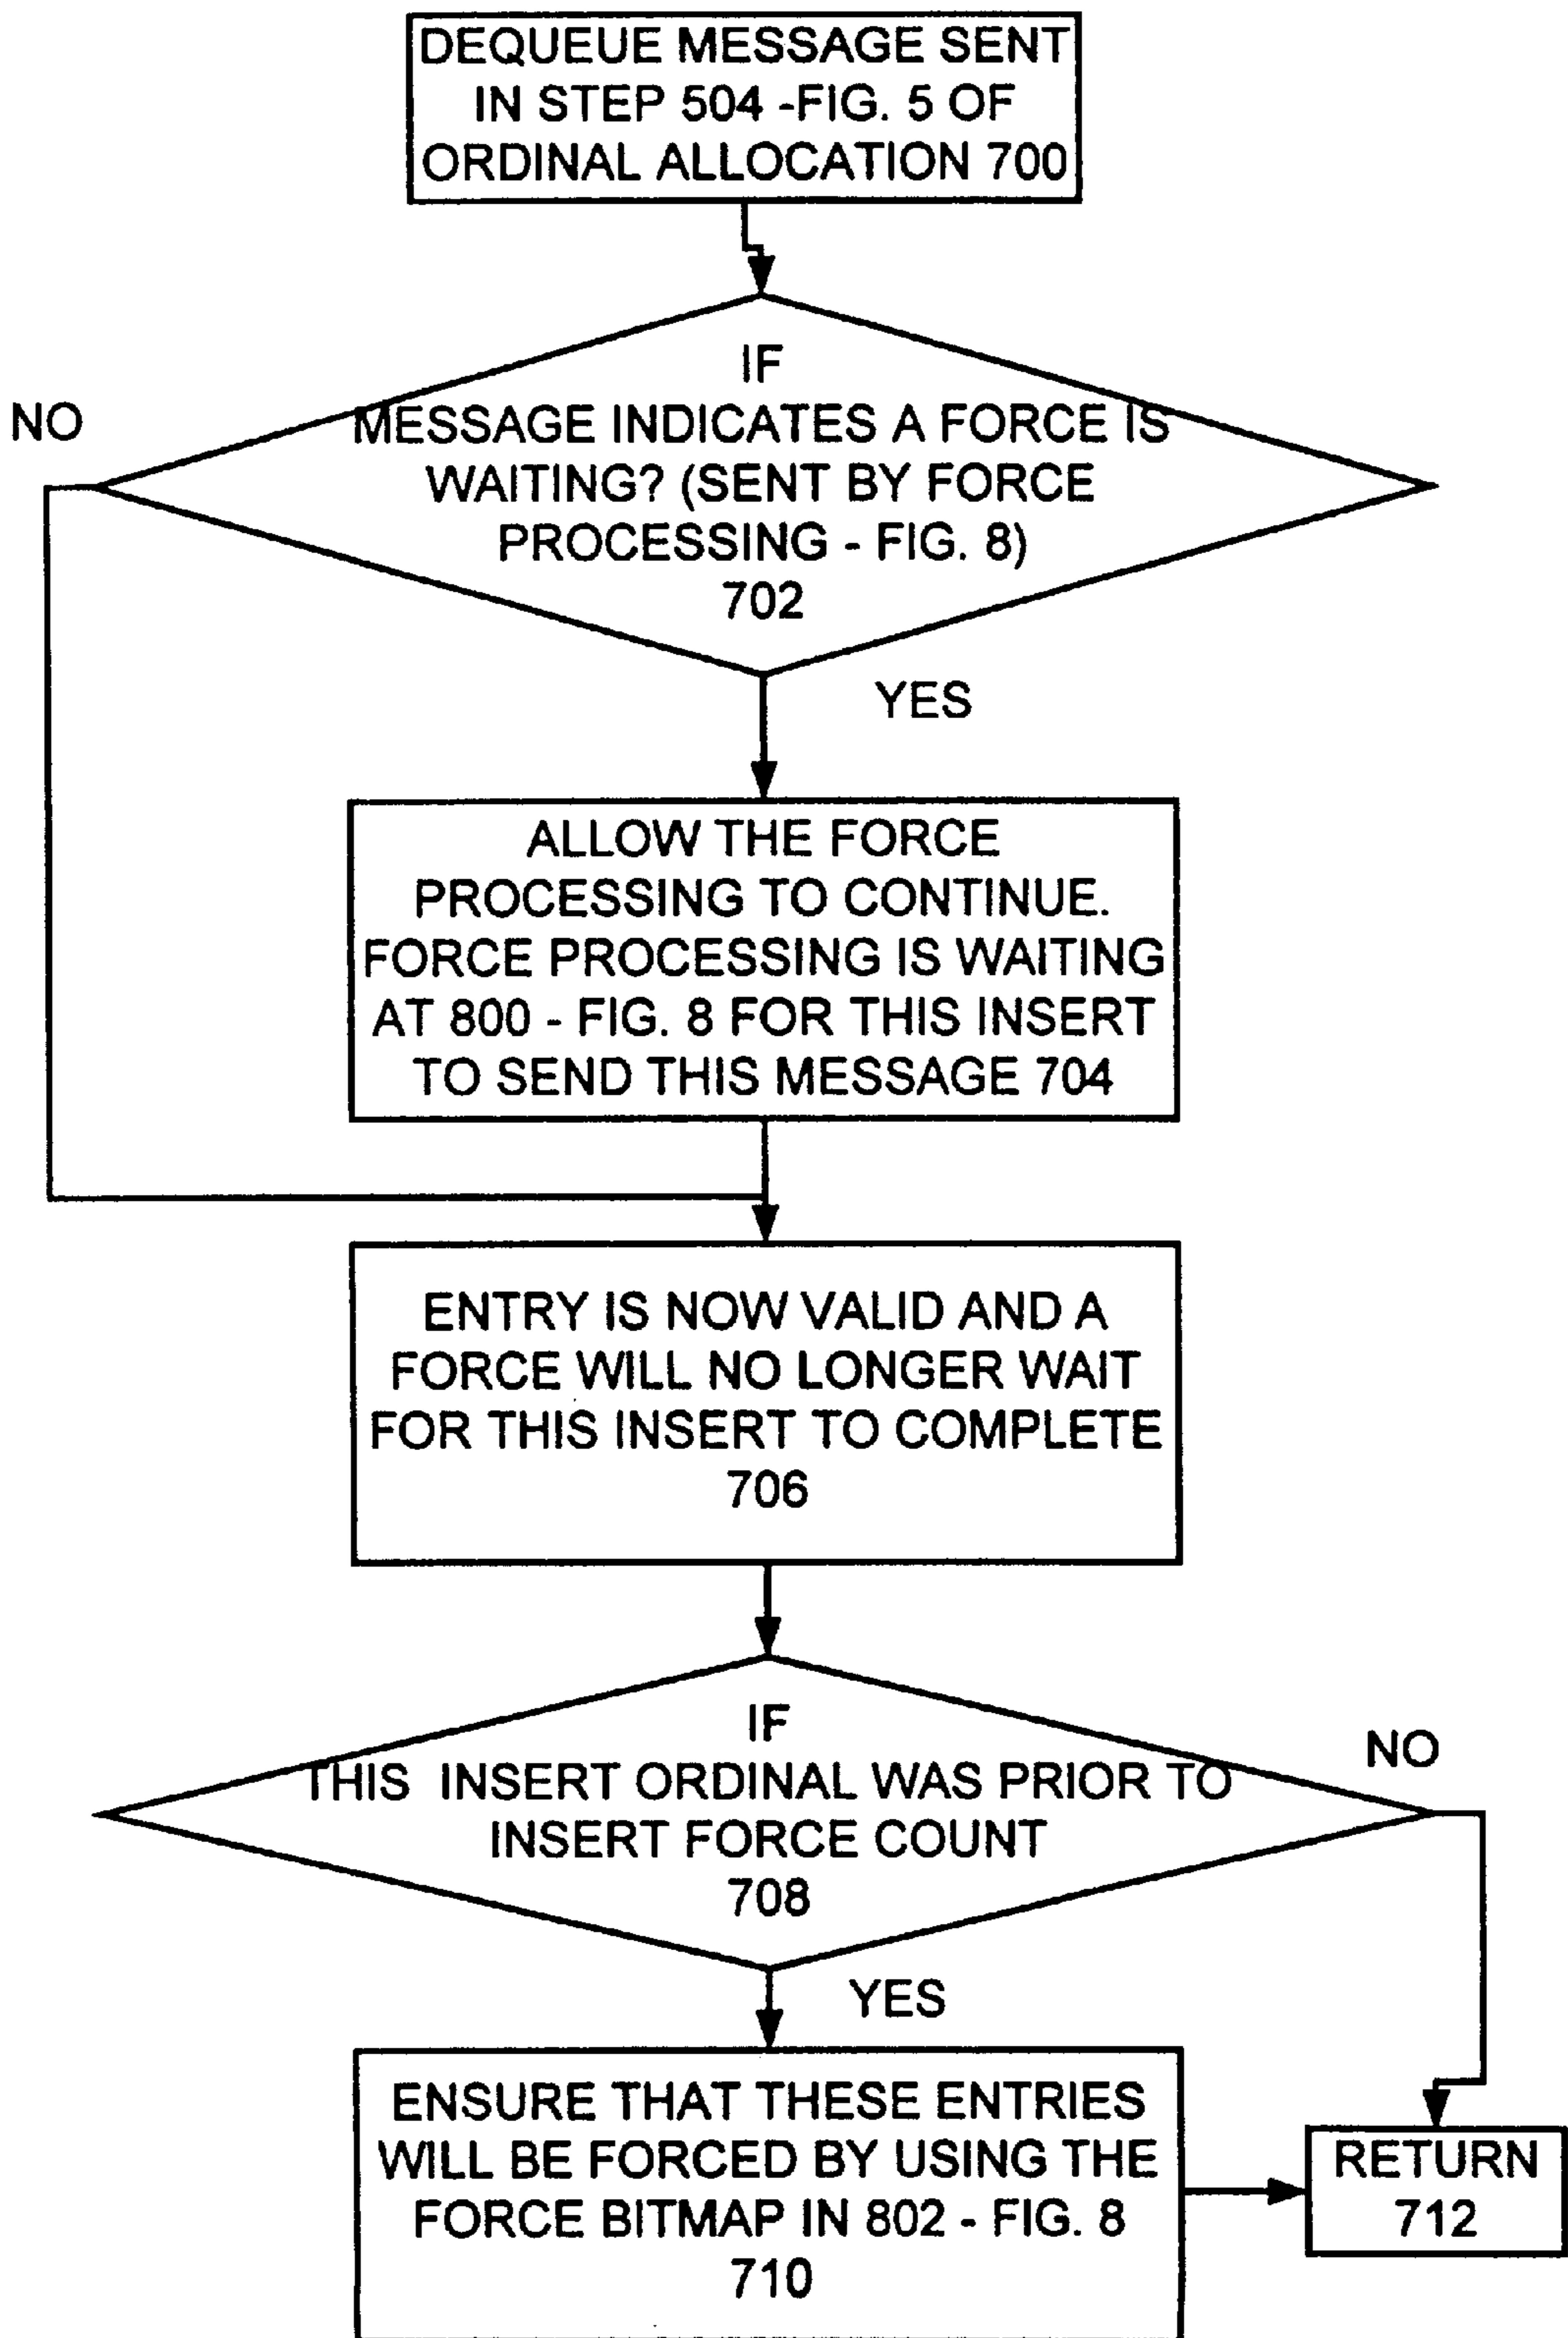 DEQUEUE MESSAGE SENT
IN STEP 504 -FIG. 5 OF
ORDINAL ALLOCATION 700
IF
MESSAGE INDICATES A FORCE IS
WAITING? (SENT BY FORCE
PROCESSING - FIG. 8)
702
NO
YES
ALLOW THE FORCE
PROCESSING TO CONTINUE.
FORCE PROCESSING IS WAITING
AT 800 - FIG. 8 FOR THIS INSERT
TO SEND THIS MESSAGE 704
ENTRY IS NOW VALID AND A
FORCE WILL NO LONGER WAIT
FOR THIS INSERT TO COMPLETE
706
IF
THIS INSERT ORDINAL WAS PRIOR TO
INSERT FORCE COUNT
708
NO
YES
ENSURE THAT THESE ENTRIES
WILL BE FORCED BY USING THE
FORCE BITMAP IN 802 - FIG. 8
710
RETURN
712